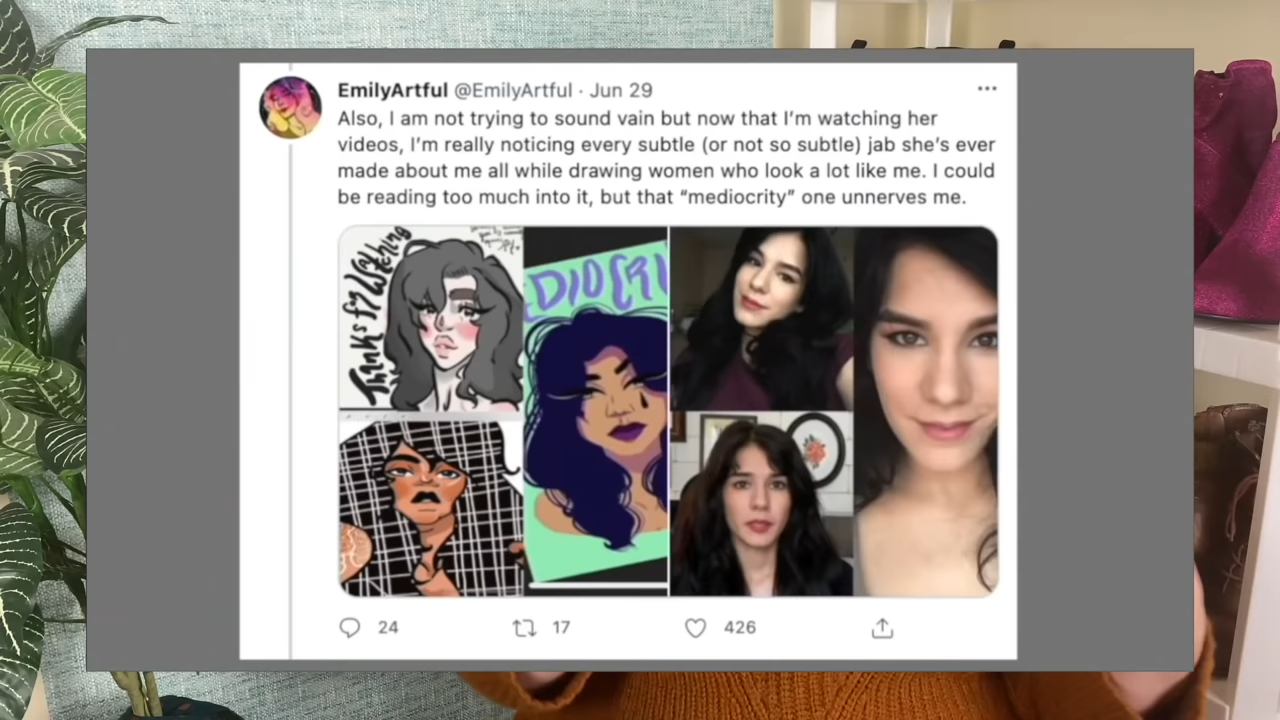 EmilyArtful @EmilyArtful · Jun 29
Also, I am not trying to sound vain but now that I'm watching her
videos, I'm really noticing every subtle (or not so subtle) jab she's ever
made about me all while drawing women who look a lot like me. I could
be reading too much into it, but that “mediocrity” one unnerves me.
Thanks for Watching
EDIOCRI
24
17
426